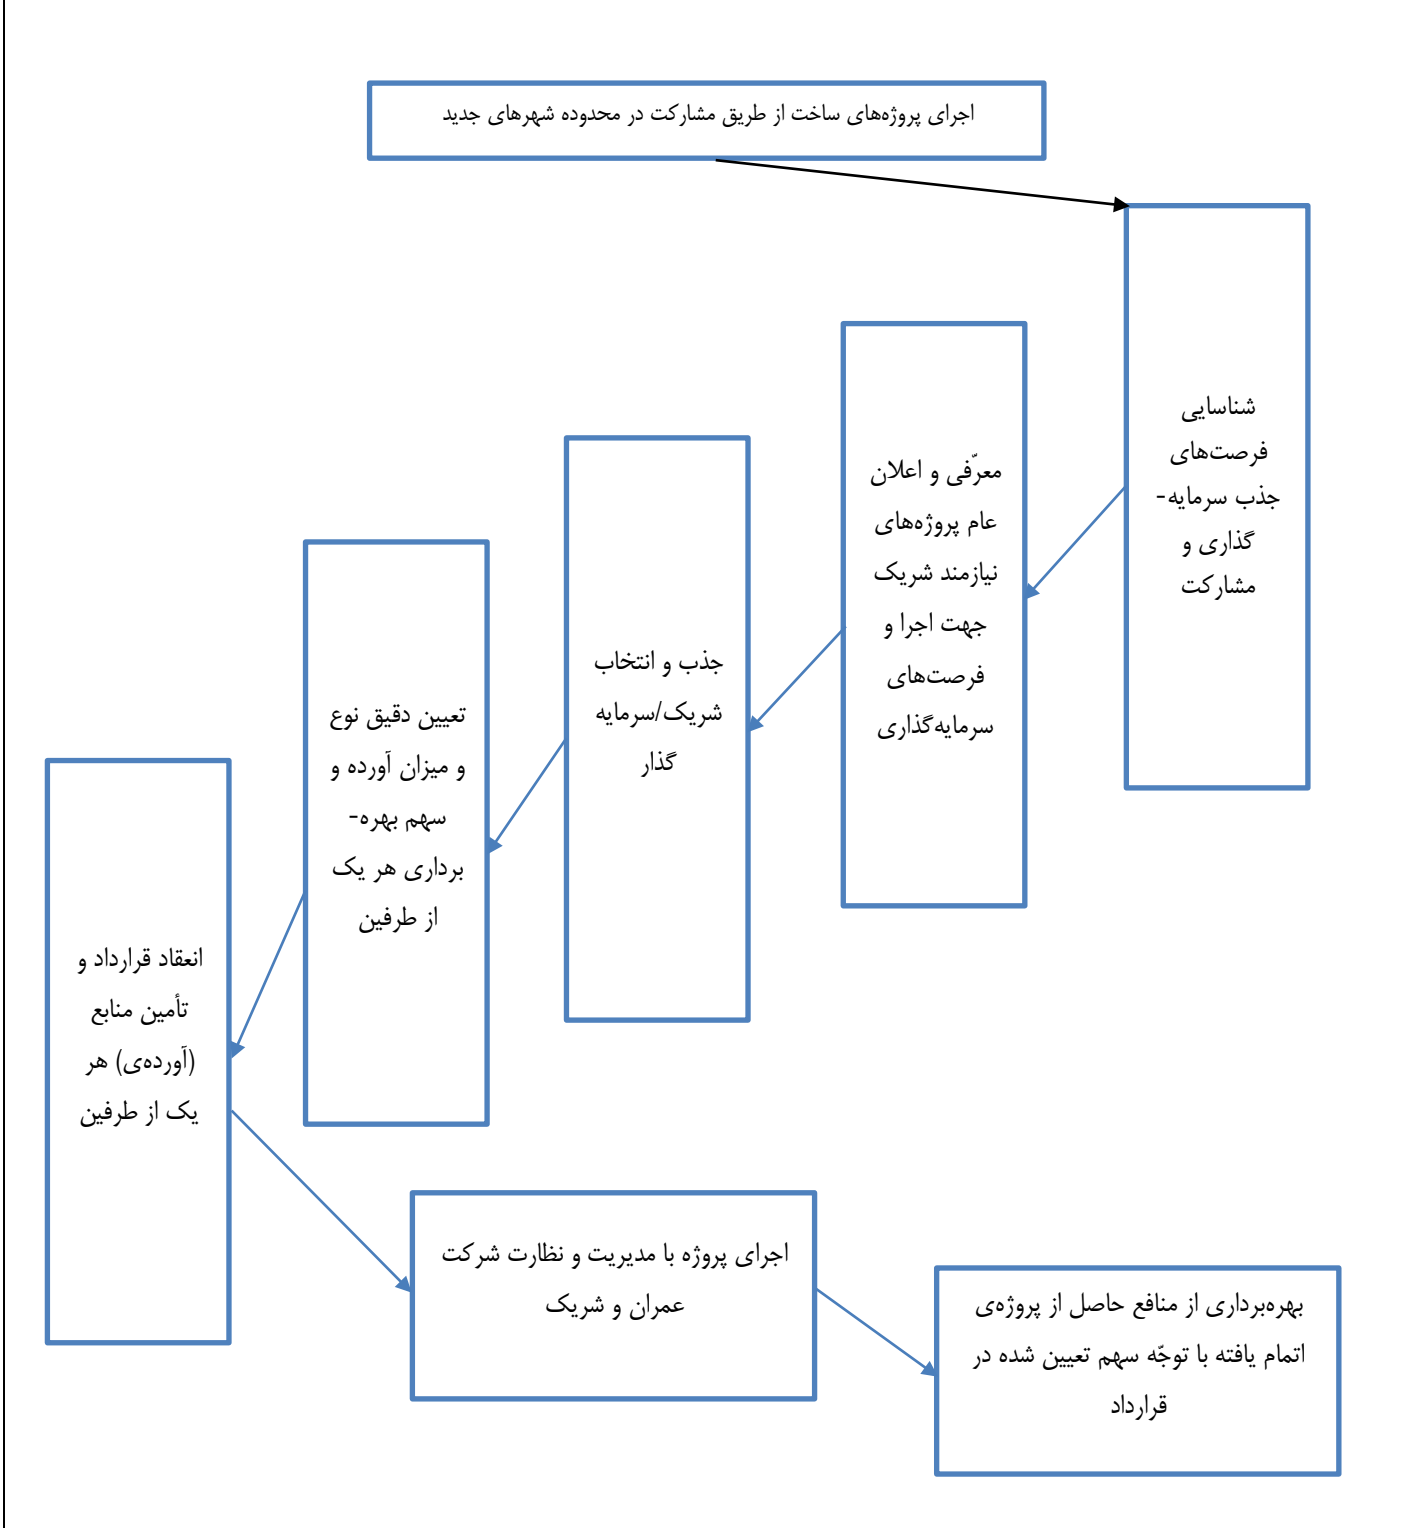 اجرای پروژه‌های ساخت از طریق مشارکت در محدوده شهرهای جدید
شناسایی
فرصت‌های
جذب سرمایه-
گذاری و
مشارکت
معرّفی و اعلان
عام پروژه‌های
نیازمند شریک
جهت اجرا و
فرصت‌های
سرمایه‌گذاری
جذب و انتخاب
شریک/سرمایه
گذار
تعیین دقیق نوع
و میزان آورده و
سهم بهره-
برداری هر یک
از طرفین
انعقاد قرارداد و
تأمین منابع
(آورده‌ی) هر
یک از طرفین
اجرای پروژه با مدیریت و نظارت شرکت
عمران و شریک
بهره‌برداری از منافع حاصل از پروژه‌ی
اتمام یافته با توجّه سهم تعیین شده در
قرارداد